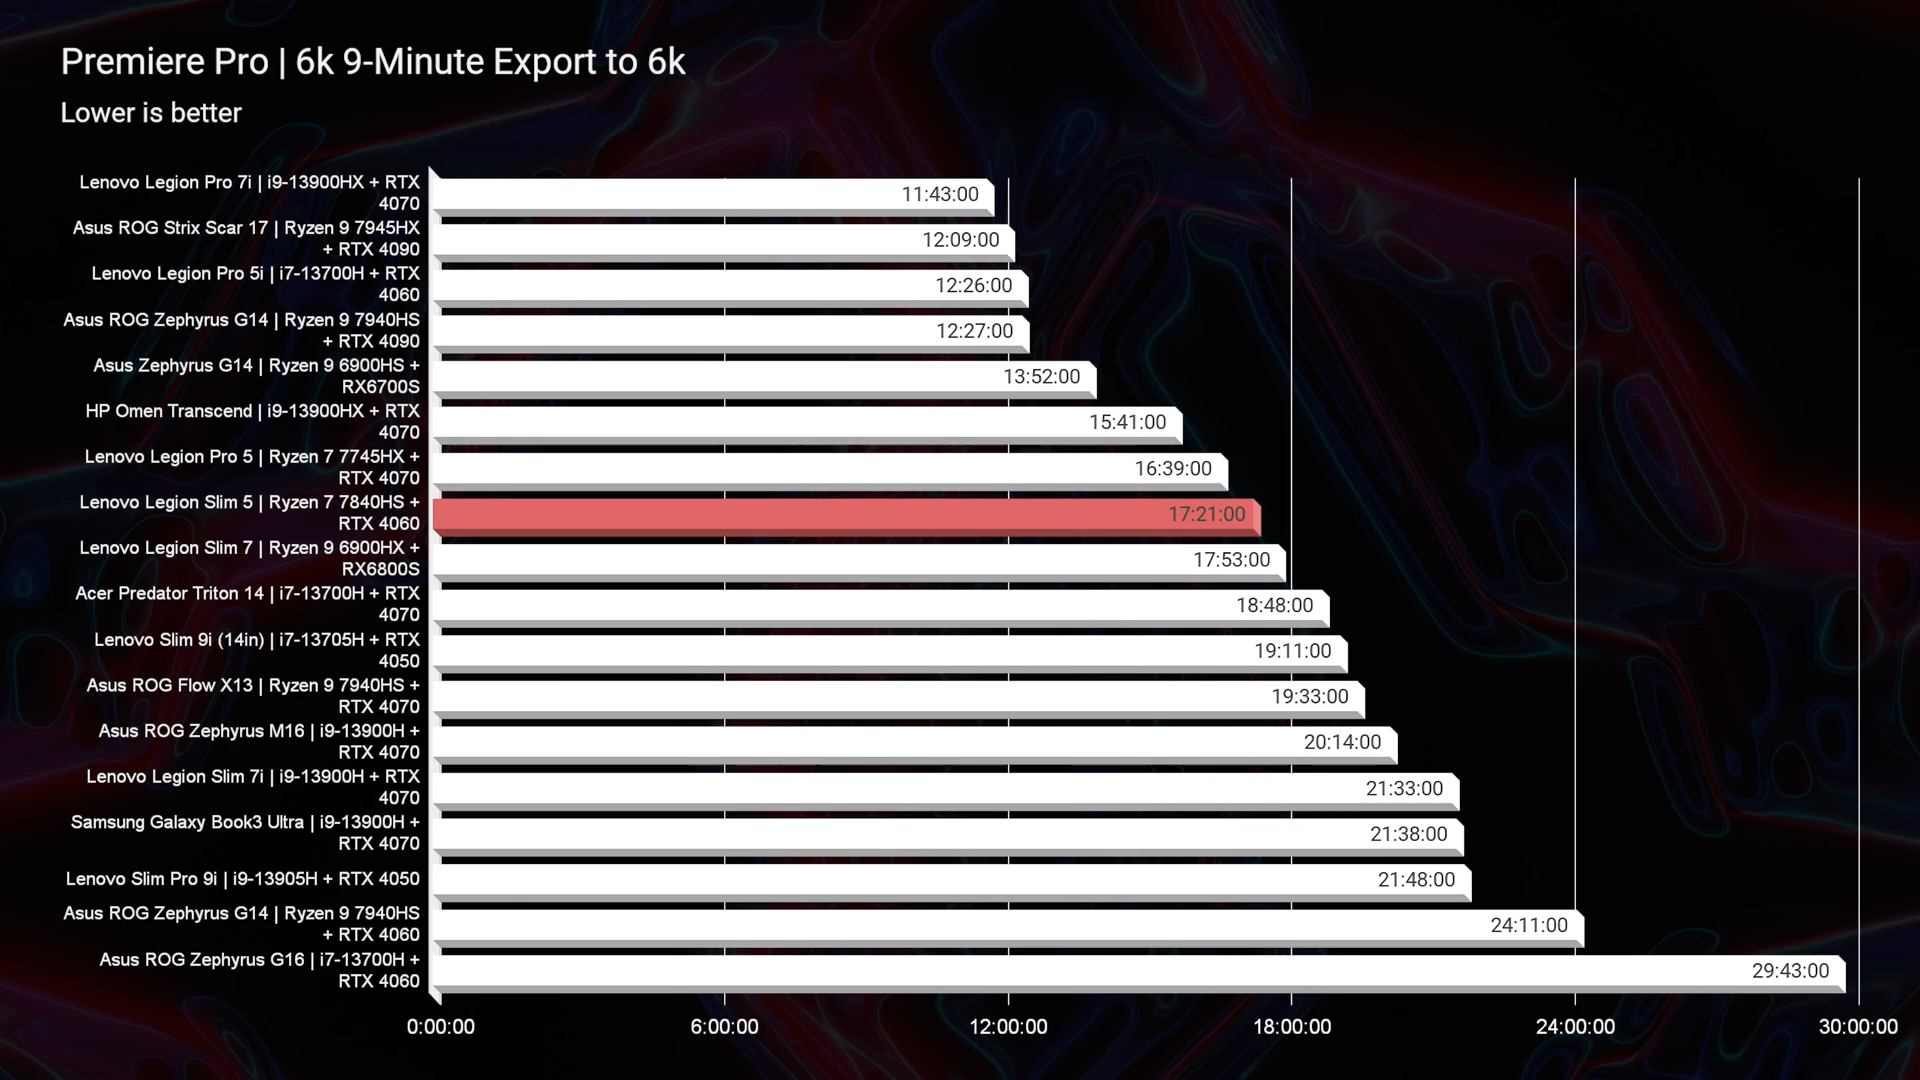 Premiere Pro | 6k 9-Minute Export to 6k
Lower is better
Lenovo Legion Pro 7i | i9-13900HX + RTX
4070
11:43:00
Asus ROG Strix Scar 17 | Ryzen 9 7945HX
+ RTX 4090
12:09:00
Lenovo Legion Pro 5i | i7-13700H + RTX
4060
12:26:00
Asus ROG Zephyrus G14 | Ryzen 9 7940HS
+ RTX 4090
12:27:00
Asus Zephyrus G14 | Ryzen 9 6900HS +
RX6700S
13:52:00
HP Omen Transcend | i9-13900HX + RTX
4070
15:41:00
Lenovo Legion Pro 5 | Ryzen 7 7745HX +
RTX 4070
16:39:00
Lenovo Legion Slim 5 | Ryzen 7 7840HS +
RTX 4060
17:21:00
Lenovo Legion Slim 7 | Ryzen 9 6900HX +
RX6800S
17:53:00
Acer Predator Triton 14 | i7-13700H + RTX
4070
18:48:00
Lenovo Slim 9i (14in) | i7-13705H + RTX
4050
19:11:00
Asus ROG Flow X13 | Ryzen 9 7940HS +
RTX 4070
19:33:00
Asus ROG Zephyrus M16 | i9-13900H +
RTX 4070
20:14:00
Lenovo Legion Slim 7i | i9-13900H + RTX
4070
21:33:00
Samsung Galaxy Book3 Ultra | i9-13900H +
RTX 4070
21:38:00
Lenovo Slim Pro 9i | i9-13905H + RTX 4050
21:48:00
Asus ROG Zephyrus G14 | Ryzen 9 7940HS
+ RTX 4060
24:11:00
Asus ROG Zephyrus G16 | i7-13700H +
RTX 4060
29:43:00
0:00:00 6:00:00 12:00:00 18:00:00 24:00:00 30:00:00